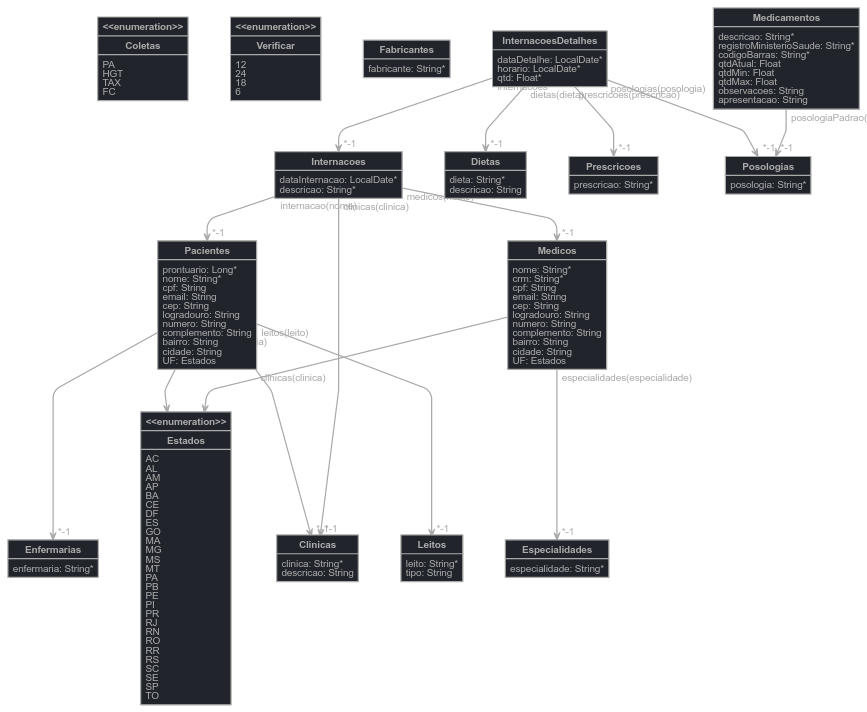 <<enumeration>>
Coletas
PA
HGT
TAX
FC
<<enumeration>>
Verificar
12
24
18
6
Fabricantes
fabricante: String*
InternacoesDetalhes
dataDetalhe: LocalDate*
horario: LocalDate*
qtd: Float*
Medicamentos
descricao: String*
registroMinisterioSaude: String*
codigoBarras: String*
qtdAtual: Float
qtdMin: Float
qtdMax: Float
observacoes: String
apresentacao: String
posologias(posologia)
prescricoes(prescricao)
posologiaPadrao(
*-1
*-1
*-1
*-1
*-1
Internacoes
dataInternacao: LocalDate*
descricao: String*
Dietas
dieta: String*
descricao: String
Prescricoes
prescricao: String*
Posologias
posologia: String*
clinicas(clinica)
*-1
*-1
Pacientes
prontuario: Long*
nome: String*
cpf: String
email: String
cep: String
logradouro: String
numero: String
complemento: String
bairro: String
cidade: String
UF: Estados
Medicos
nome: String*
crm: String*
cpf: String
email: String
cep: String
logradouro: String
numero: String
complemento: String
bairro: String
cidade: String
UF: Estados
leitos(leito)
clinicas(clinica)
especialidades(especialidade)
<<enumeration>>
Estados
AC
AL
AM
AP
BA
CE
DF
ES
GO
MA
MG
MS
MT
PA
PB
PE
PI
PR
RJ
RN
RO
RR
RS
SC
SE
SP
TO
*-1
*-1
*-1
*-1
Enfermarias
enfermaria: String*
Clinicas
clinica: String*
descricao: String
Leitos
leito: String*
tipo: String
Especialidades
especialidade: String*